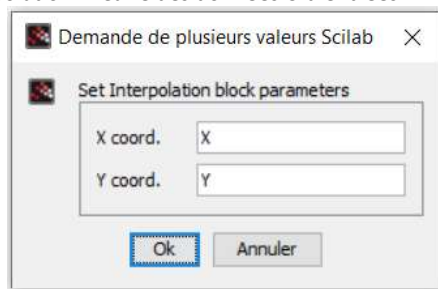 Demande de plusieurs valeurs Scilab
Set Interpolation block parameters
X coord. X
Y coord. Y
Ok Annuler